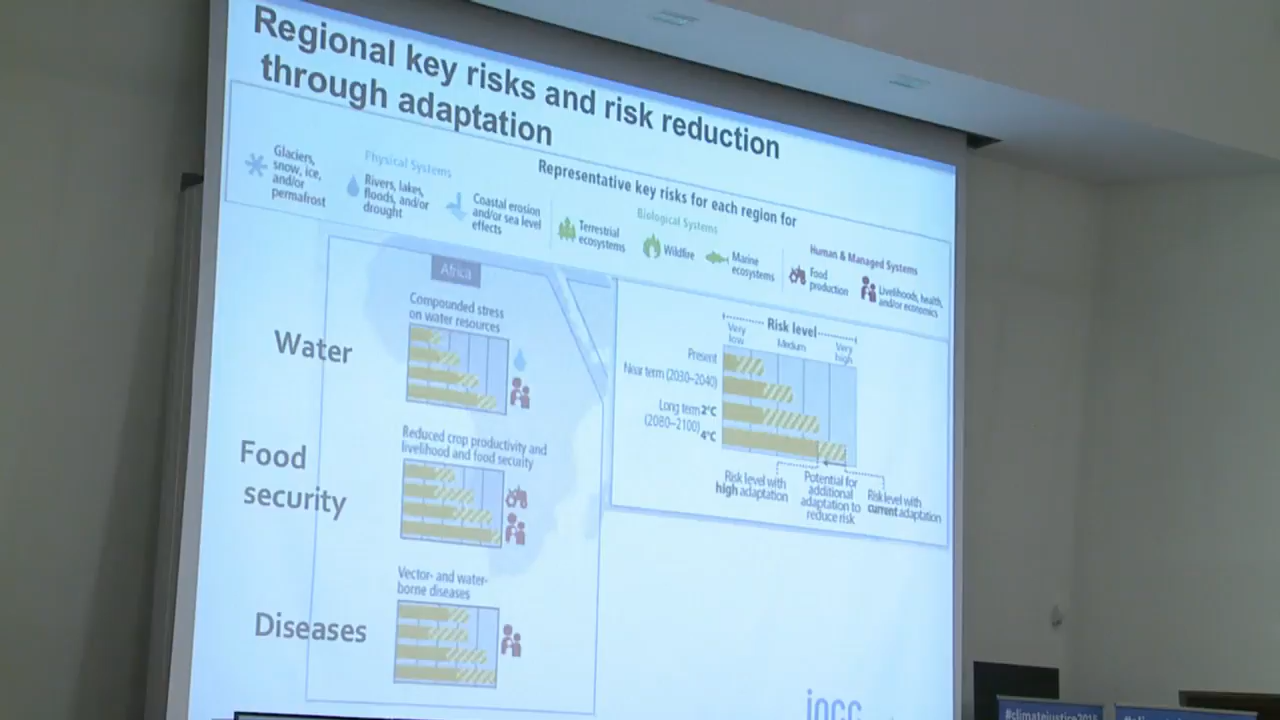 Regional key risks and risk reduction
through adaptation
Representative key risks for each region for
Physical Systems
Glaciers,
snow, ice,
and/or
permafrost
Rivers, lakes,
floods, and/or
drought
Coastal erosion
and/or sea level
effects
Biological Systems
Terrestrial
ecosystems
Wildfire
Marine
ecosystems
Human & Managed Systems
Food
production
Livelihoods, health,
and/or economics
Africa
Water
Compounded stress
on water resources
Food
security
Reduced crop productivity and
livelihood and food security
Diseases
Vector- and water-
borne diseases
Risk level
Very
low
Medium
Very
high
Present
Near term (2030–2040)
Long term 2°C
(2080–2100) 4°C
Risk level with
high adaptation
Potential for
additional
adaptation to
reduce risk
Risk level with
current adaptation
ipcc